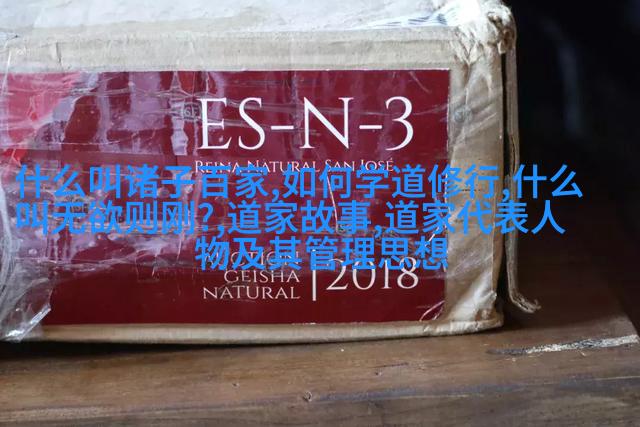 ES-N-3
REINA NATURAL SAN JOSÉ
什么叫诸子百家,如何学道修行,什么
叫无欲则刚?,道家故事,道家代表人
物及其管理思想
GEISHA
NATURAL
2018